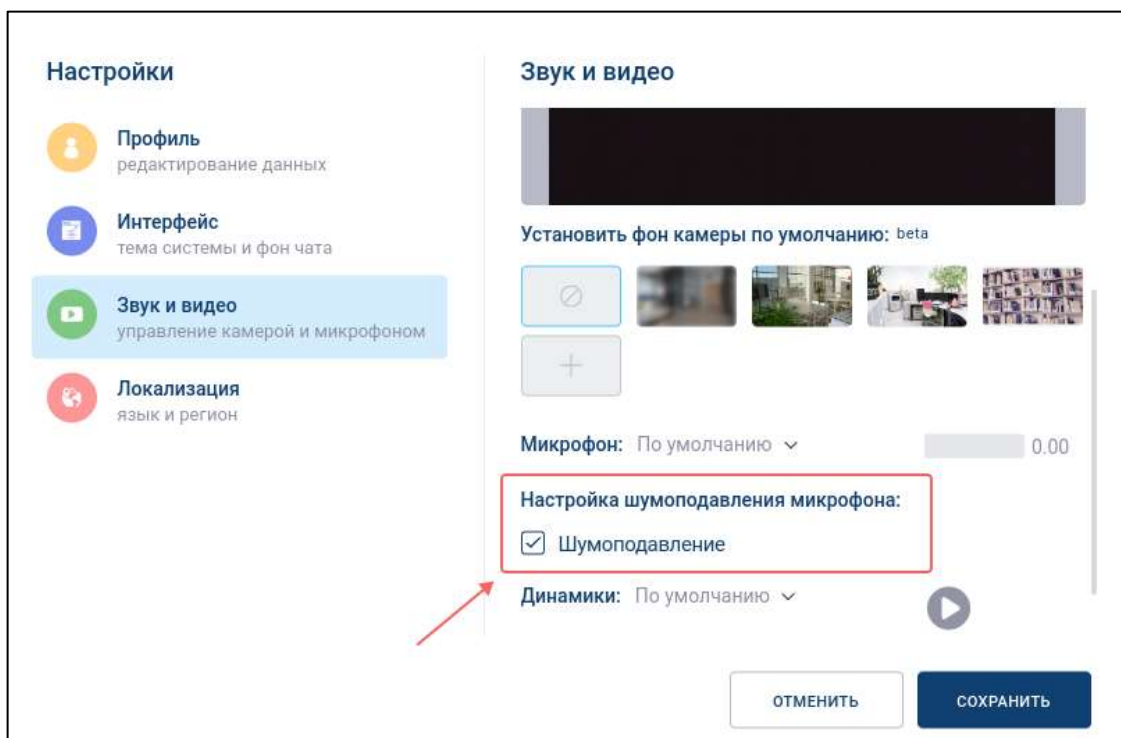 Настройки
Профиль
редактирование данных
Интерфейс
тема системы и фон чата
Звук и видео
управление камерой и микрофоном
Локализация
язык и регион
Звук и видео
Установить фон камеры по умолчанию: beta
Микрофон: По умолчанию 0.00
Настройка шумоподавления микрофона:
Шумоподавление
Динамики: По умолчанию
ОТМЕНИТЬ
СОХРАНИТЬ